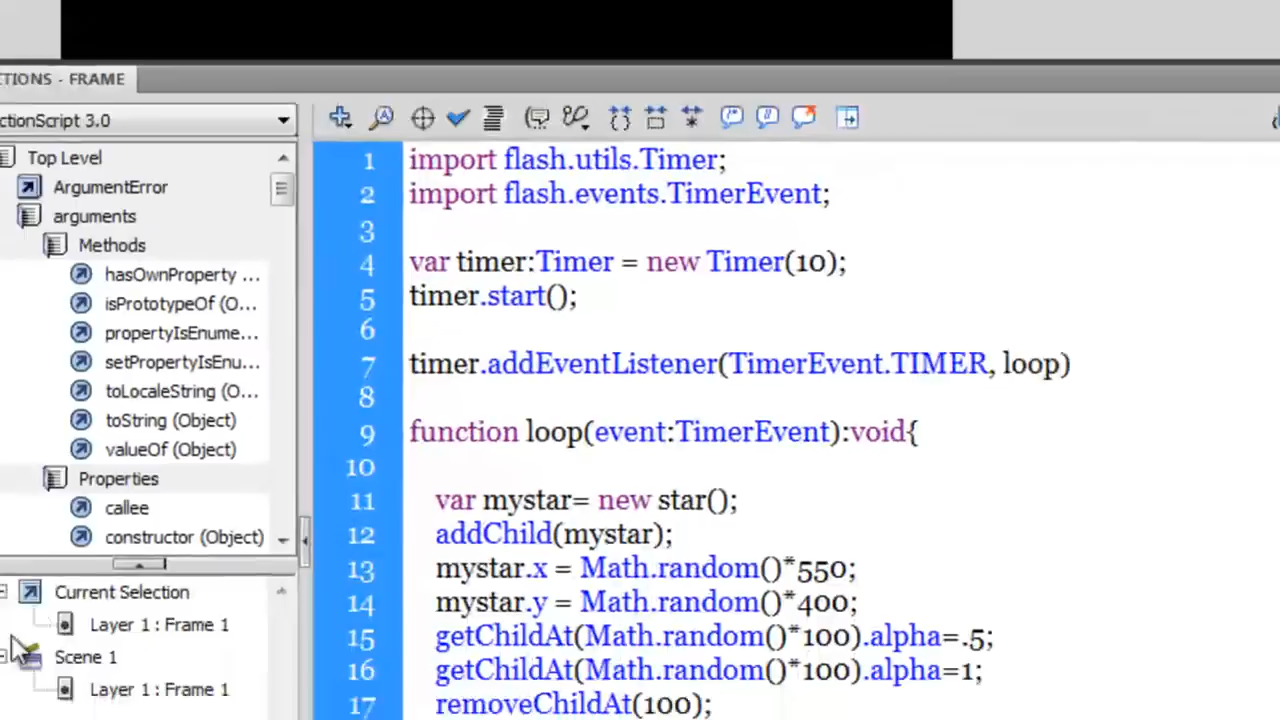 CTIONS - FRAME
ctionScript 3.0
Top Level
ArgumentError
arguments
Methods
hasOwnProperty ...
isPrototypeOf (O...
propertyIsEnume...
setPropertyIsEnu...
toLocaleString (O...
toString (Object)
valueOf (Object)
Properties
callee
constructor (Object)
Current Selection
Layer 1 : Frame 1
Scene 1
Layer 1 : Frame 1
1 import flash.utils.Timer;
2 import flash.events.TimerEvent;
3
4 var timer:Timer = new Timer(10);
5 timer.start();
6
7 timer.addEventListener(TimerEvent.TIMER, loop)
8
9 function loop(event:TimerEvent):void{
10
11 var mystar= new star();
12 addChild(mystar);
13 mystar.x = Math.random()*550;
14 mystar.y = Math.random()*400;
15 getChildAt(Math.random()*100).alpha=.5;
16 getChildAt(Math.random()*100).alpha=1;
17 removeChildAt(100);